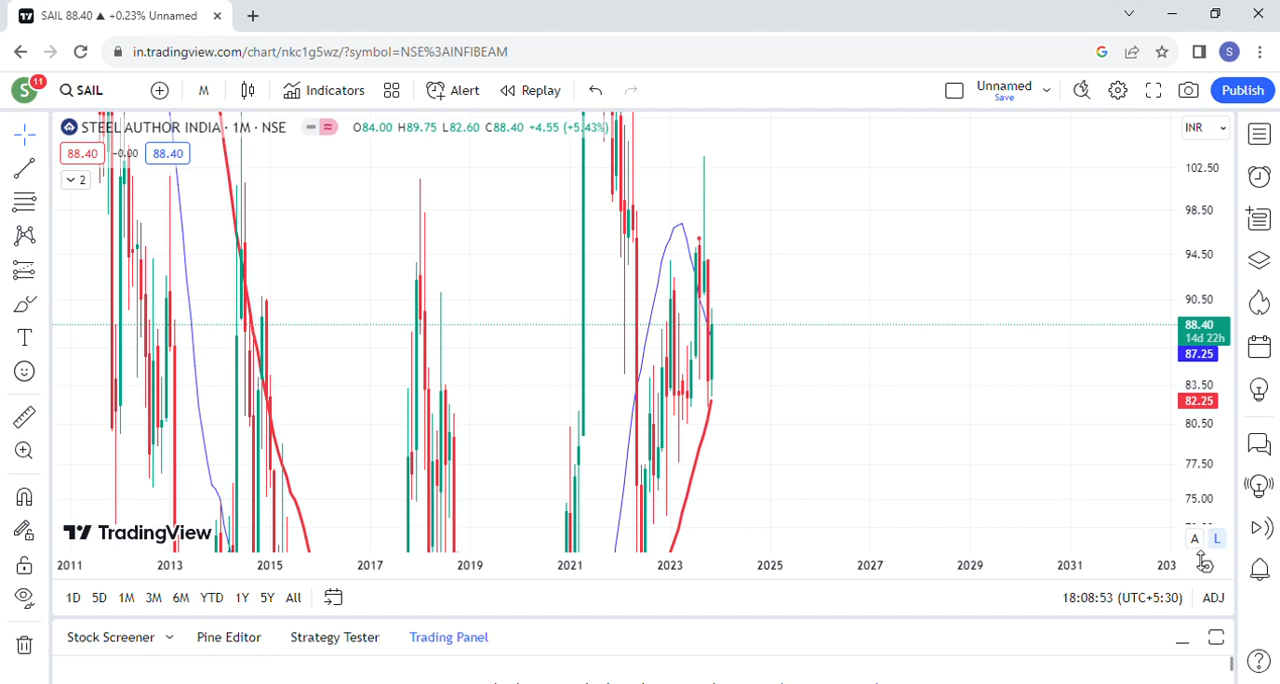 SAIL 88.40 ▲ +0.23% Unnamed
in.tradingview.com/chart/nkc1g5wz/?symbol=NSE%3AINFIBEAM
S
S 11 SAIL M Indicators Alert Replay Unnamed Save Publish
STEEL AUTHOR INDIA · 1M · NSE O84.00 H89.75 L82.60 C88.40 +4.55 (+5.43%) INR
88.40 -0.00 88.40
2
102.50
98.50
94.50
90.50
88.40
14d 22h
87.25
83.50
82.25
80.50
77.50
75.00
TradingView
A L
2011 2013 2015 2017 2019 2021 2023 2025 2027 2029 2031 203
1D 5D 1M 3M 6M YTD 1Y 5Y All 18:08:53 (UTC+5:30) ADJ
Stock Screener Pine Editor Strategy Tester Trading Panel